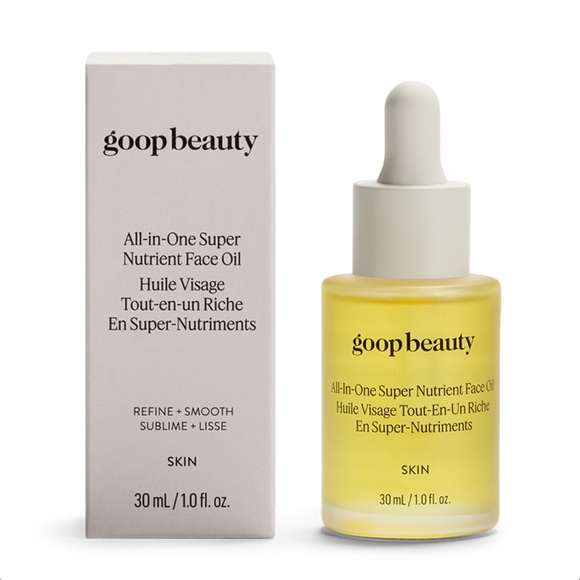 goop beauty
All-in-One Super
Nutrient Face Oil
Huile Visage
Tout-en-un Riche
En Super-Nutriments
REFINE + SMOOTH
SUBLIME + LISSE
SKIN
30 mL / 1.0 fl. oz.
goop beauty
All-In-One Super Nutrient Face Oil
Huile Visage Tout-En-Un Riche
En Super-Nutriments
SKIN
30 mL / 1.0 fl. oz.